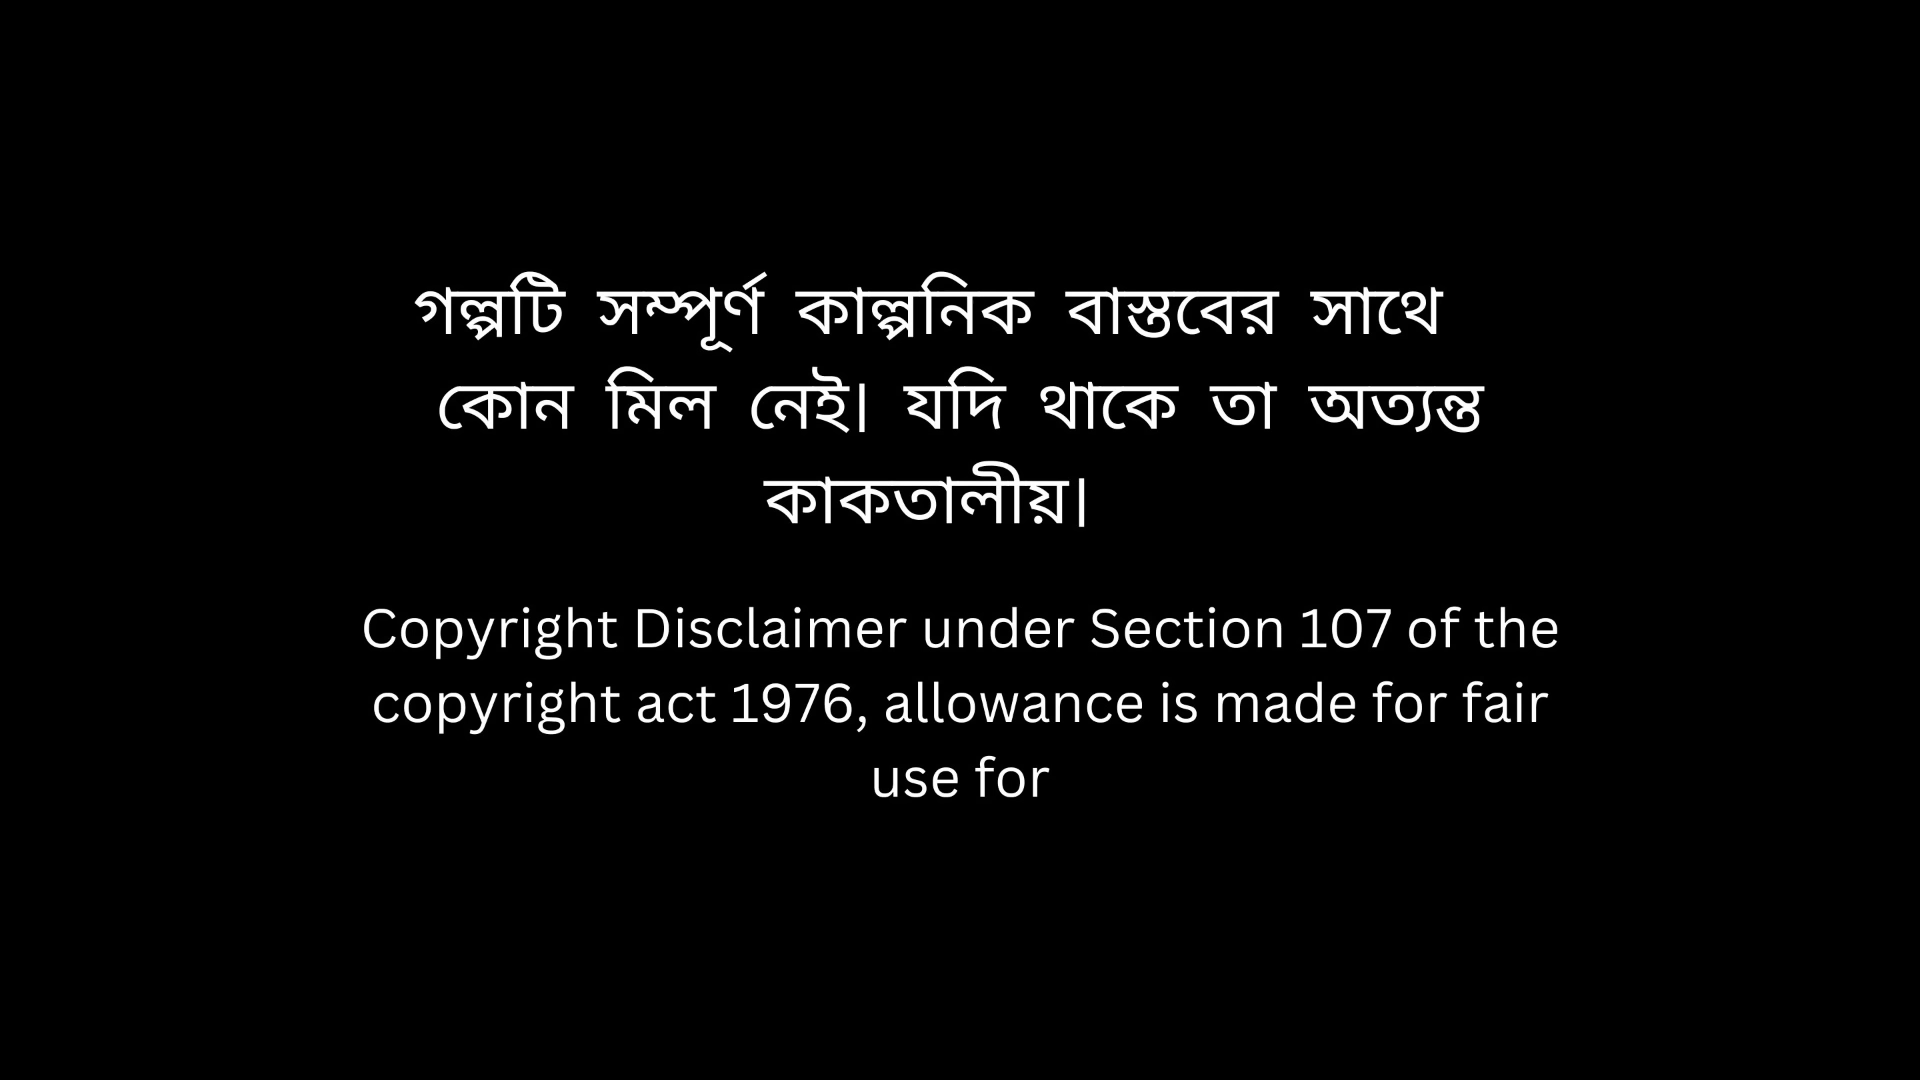 গল্পটি সম্পূর্ণ কাল্পনিক বাস্তবের সাথে
কোন মিল নেই। যদি থাকে তা অত্যন্ত
কাকতালীয়।
Copyright Disclaimer under Section 107 of the
copyright act 1976, allowance is made for fair
use for